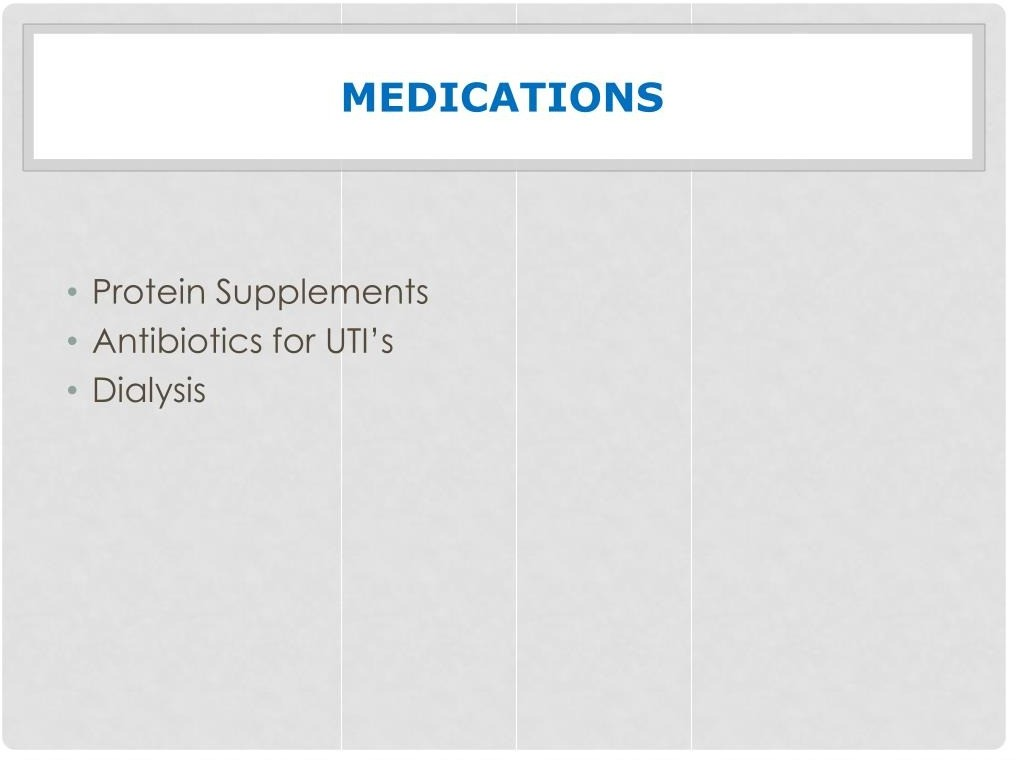 MEDICATIONS
• Protein Supplements
• Antibiotics for UTI’s
• Dialysis